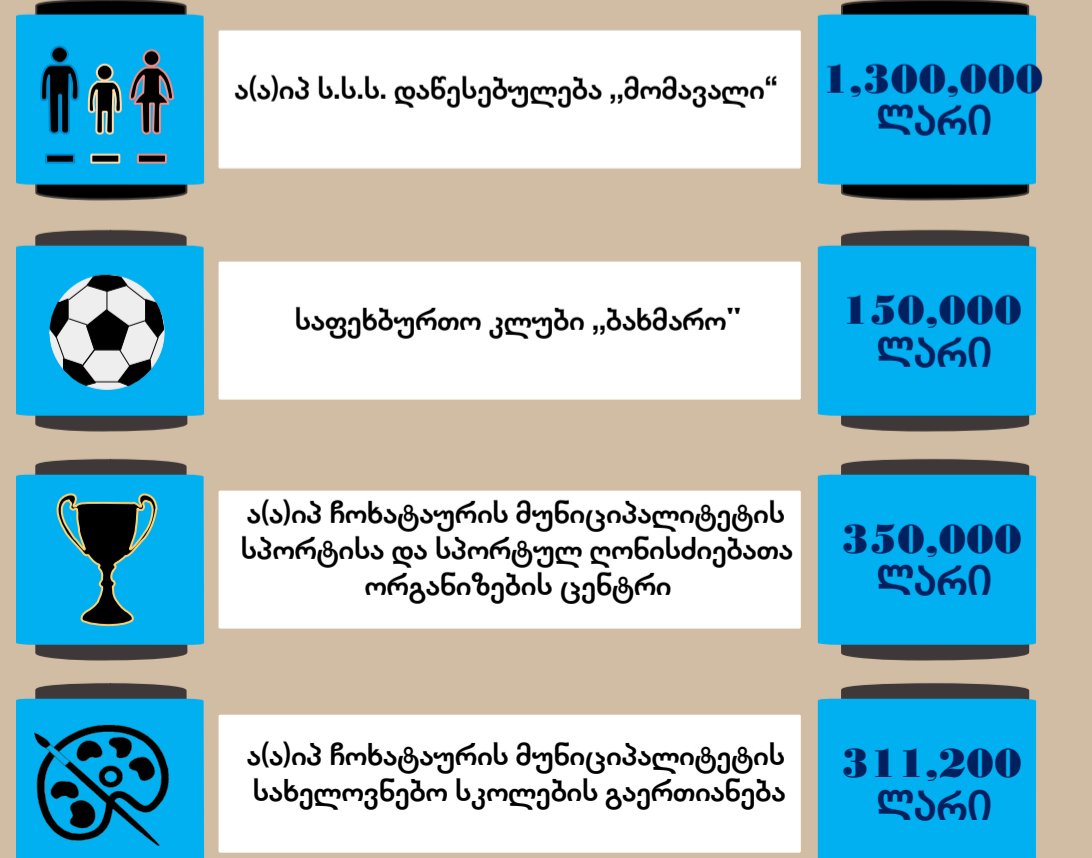 ა(ა)იპ ს.ს.ს. დაწესებულება „მომავალი“
1,300,000
ლარი
საფეხბურთო კლუბი „ბახმარო"
150,000
ლარი
ა(ა)იპ ჩოხატაურის მუნიციპალიტეტის
სპორტისა და სპორტულ ღონისძიებათა
ორგანიზების ცენტრი
350,000
ლარი
ა(ა)იპ ჩოხატაურის მუნიციპალიტეტის
სახელოვნებო სკოლების გაერთიანება
311,200
ლარი